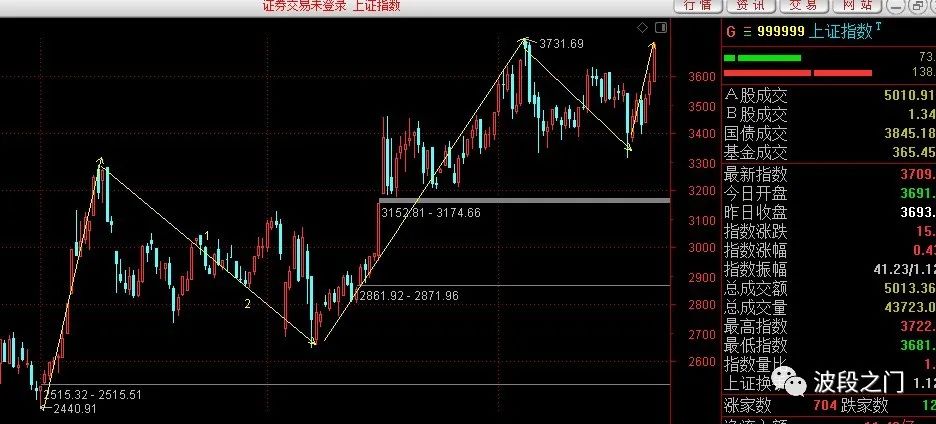 证券交易未登录 上证指数
行情 资讯 交易 网站
G 三 999999 上证指数 T
73.
138.
3731.69
3600
3500
3400
3300
3200
3100
3000
2900
2800
2700
2600
3152.81 - 3174.66
1
2861.92 - 2871.96
2
2515.32 - 2515.51
2440.91
A股成交 5010.91
B股成交 1.34
国债成交 3845.18
基金成交 365.45
最新指数 3709.
今日开盘 3691.
昨日收盘 3693.
指数涨跌 15.
指数涨幅 0.4
指数振幅 41.23/1.12
总成交额 5013.36
总成交量 43723.0
最高指数 3722.
最低指数 3681.
指数量比 1.
上证换 1.12
波段之门
涨家数 704 跌家数 12